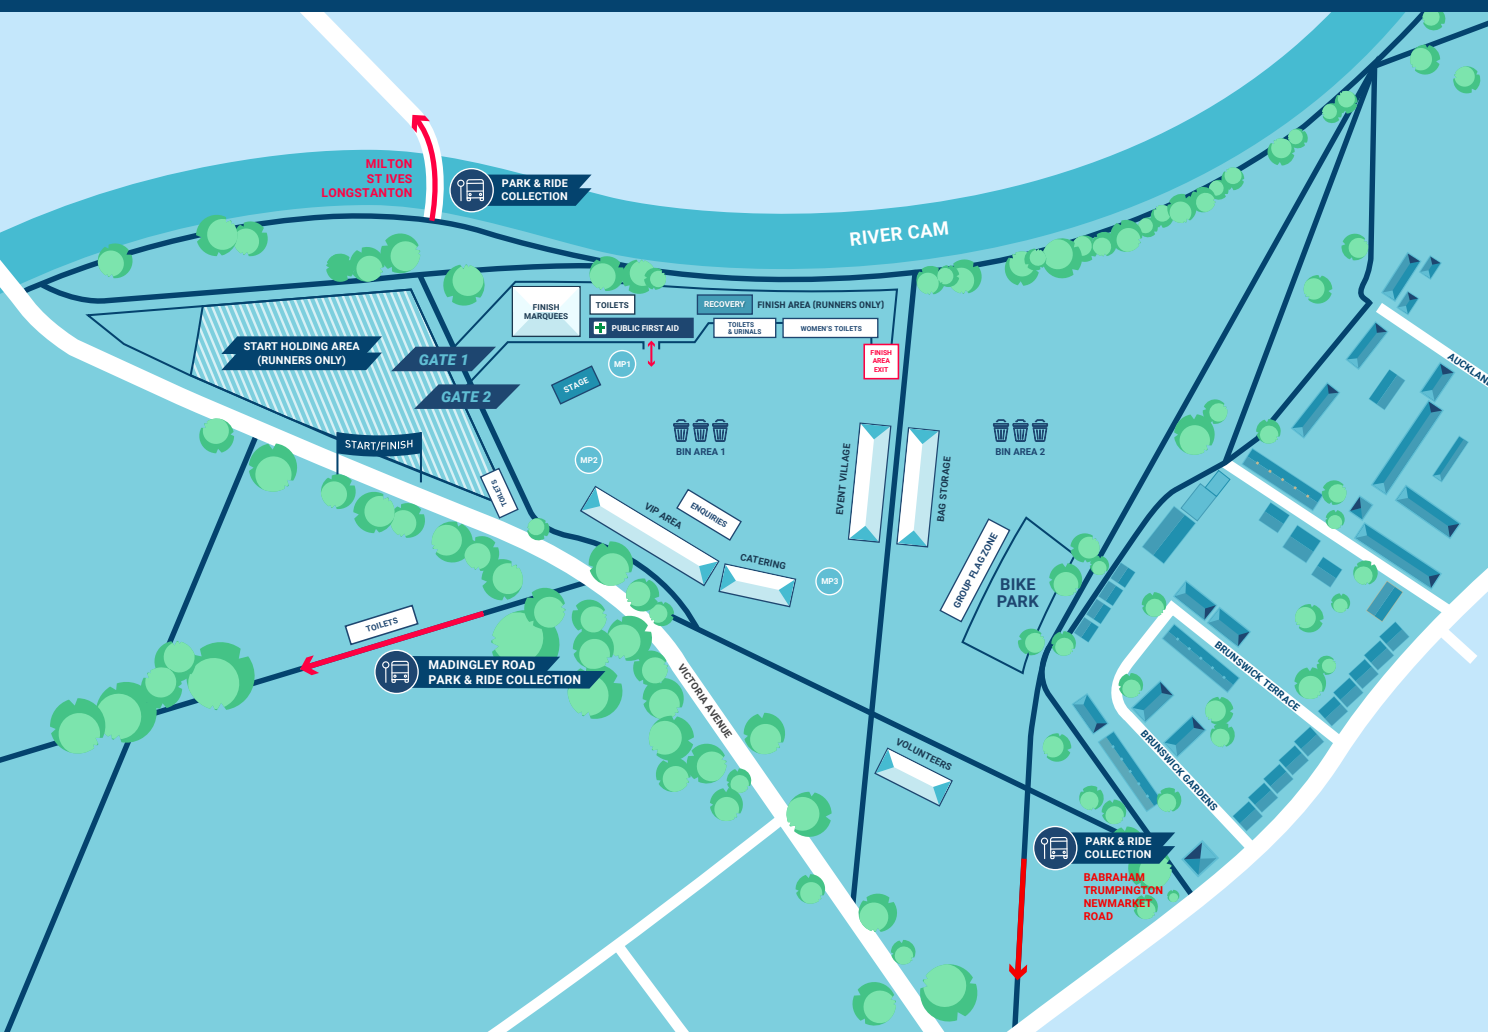 MILTON
ST IVES
LONGSTANTON
PARK & RIDE
COLLECTION
RIVER CAM
FINISH
MARQUEES
TOILETS
RECOVERY
FINISH AREA (RUNNERS ONLY)
PUBLIC FIRST AID
TOILETS
& URINALS
WOMEN'S TOILETS
START HOLDING AREA
(RUNNERS ONLY)
GATE 1
GATE 2
MP1
FINISH
AREA
EXIT
STAGE
START/FINISH
BIN AREA 1
BIN AREA 2
MP2
TOILETS
VIP AREA
ENQUIRIES
EVENT VILLAGE
BAG STORAGE
CATERING
MP3
GROUP FLAG ZONE
BIKE
PARK
TOILETS
MADINGLEY ROAD
PARK & RIDE COLLECTION
VICTORIA AVENUE
VOLUNTEERS
BRUNSWICK TERRACE
BRUNSWICK GARDENS
PARK & RIDE
COLLECTION
BABRAHAM
TRUMPINGTON
NEWMARKET
ROAD